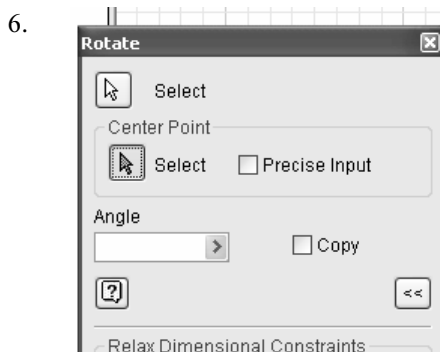 6.
Rotate
Select
Center Point
Select Precise Input
Angle
Copy
<<
Relax Dimensional Constraints